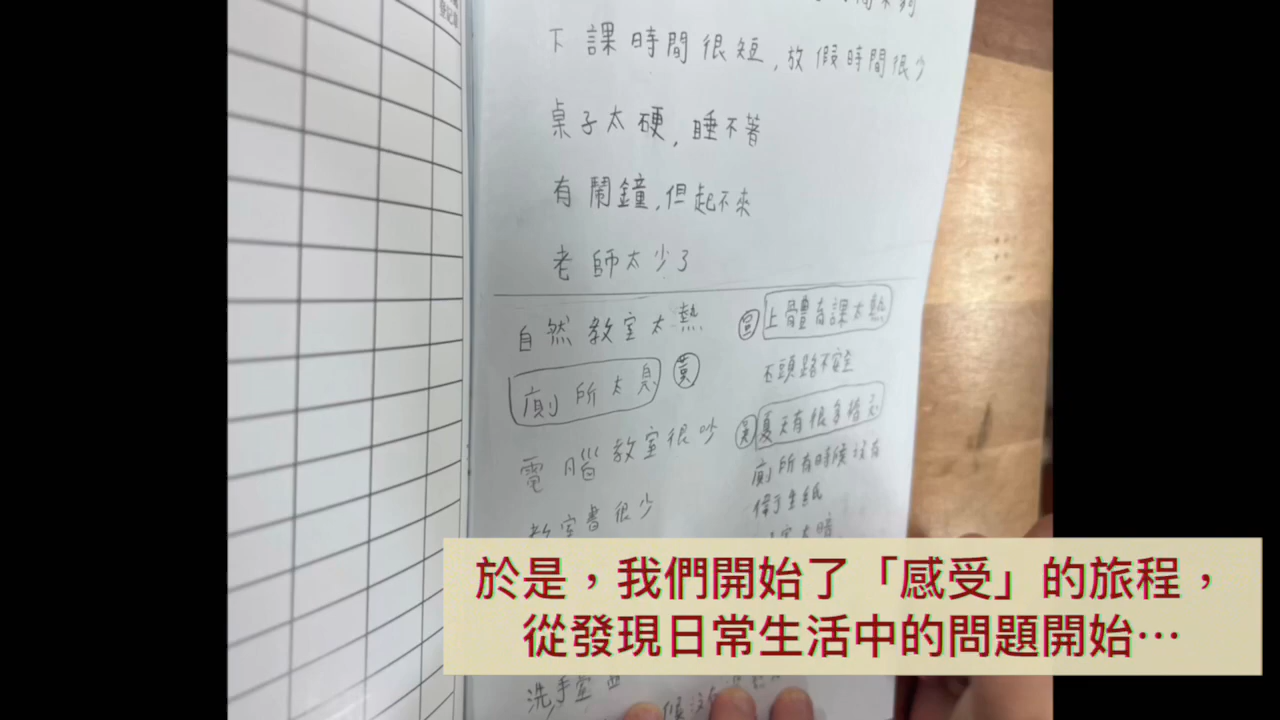 下課時間很短,放假時間很少
桌子太硬,睡不著
有鬧鐘,但起不來
老師太少了
自然教室太熱
廁所太臭
電腦教室很吵
教室書很少
上體育課太熱
石頭路不安全
夏天有很多
廁所有時候沒有
衛生紙
太暗
於是,我們開始了「感受」的旅程,
從發現日常生活中的問題開始…
洗手臺